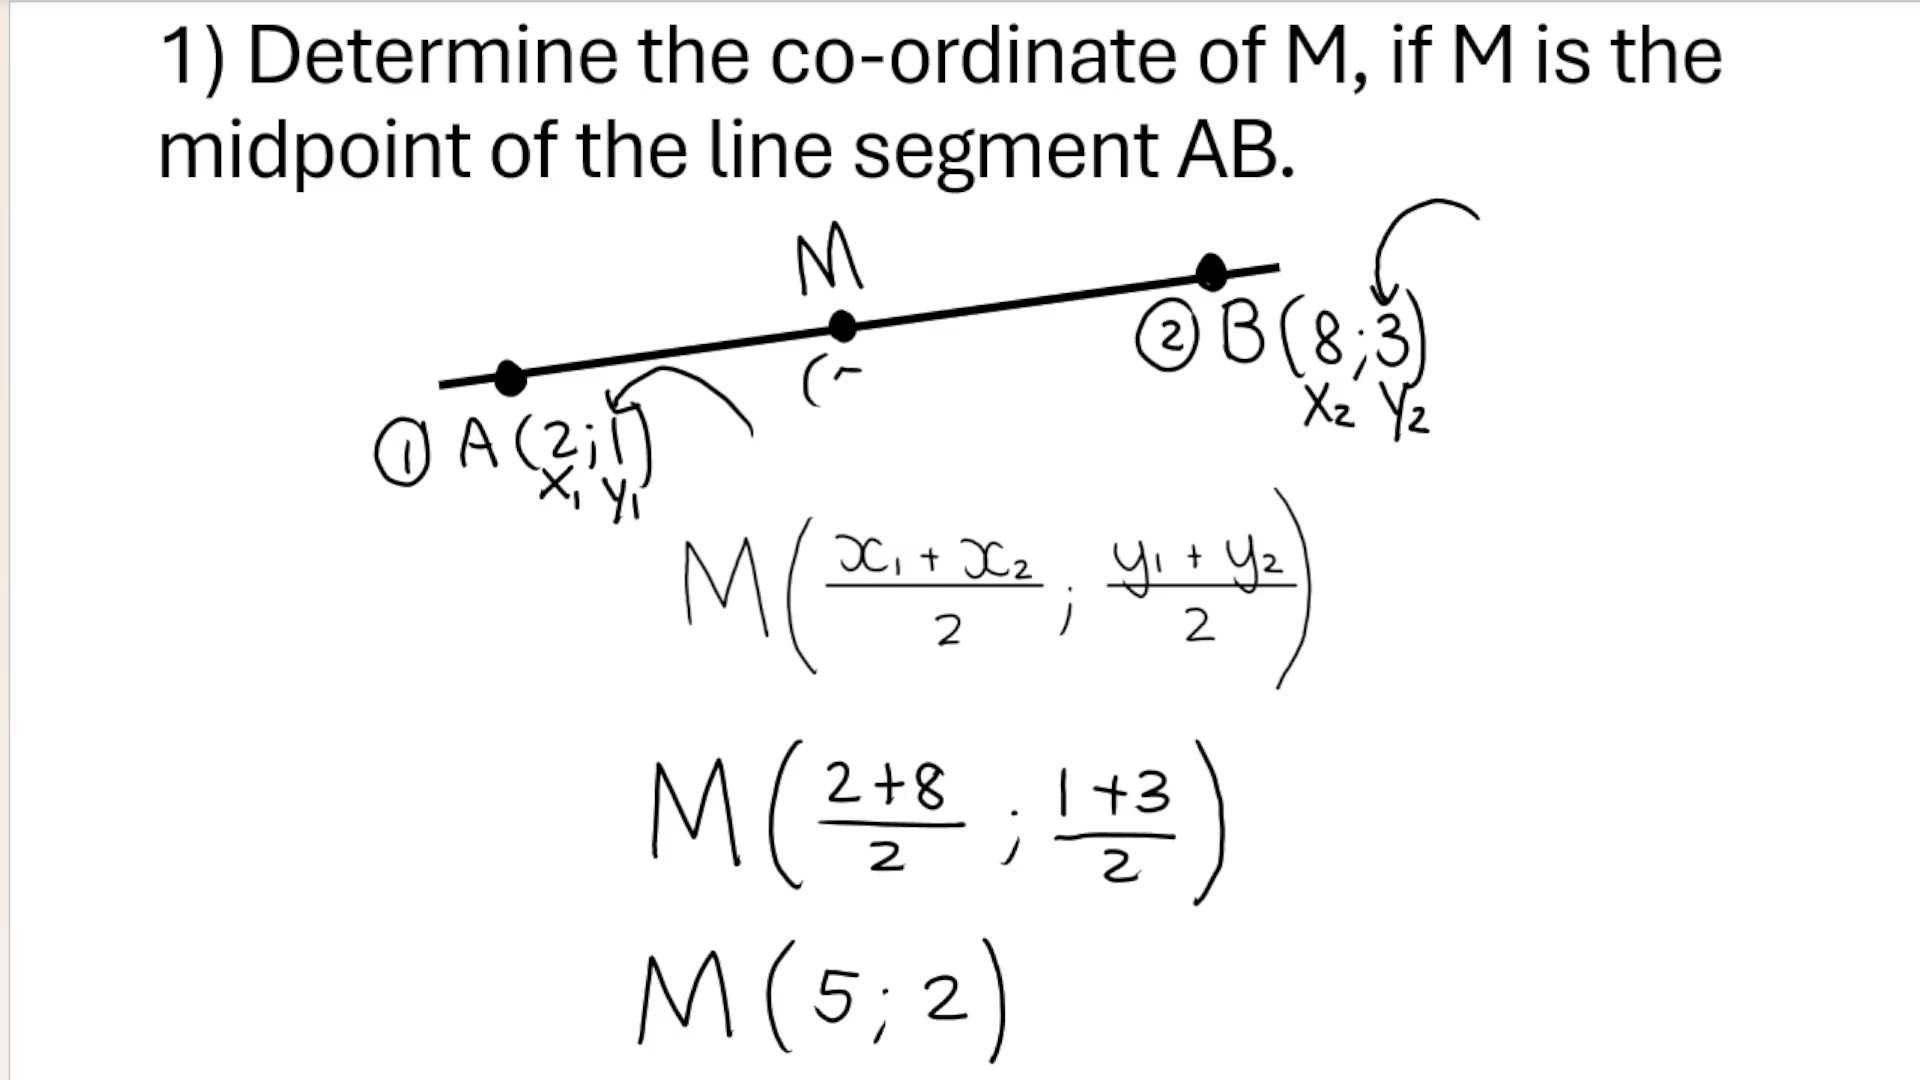 1) Determine the co-ordinate of M, if M is the
midpoint of the line segment AB.
M
② B(8;3)
x₂ y₂
(
① A(2;1)
x₁ y₁
M(x₁ + x₂ / 2 ; y₁ + y₂ / 2)
M(2+8 / 2 ; 1+3 / 2)
M(5;2)